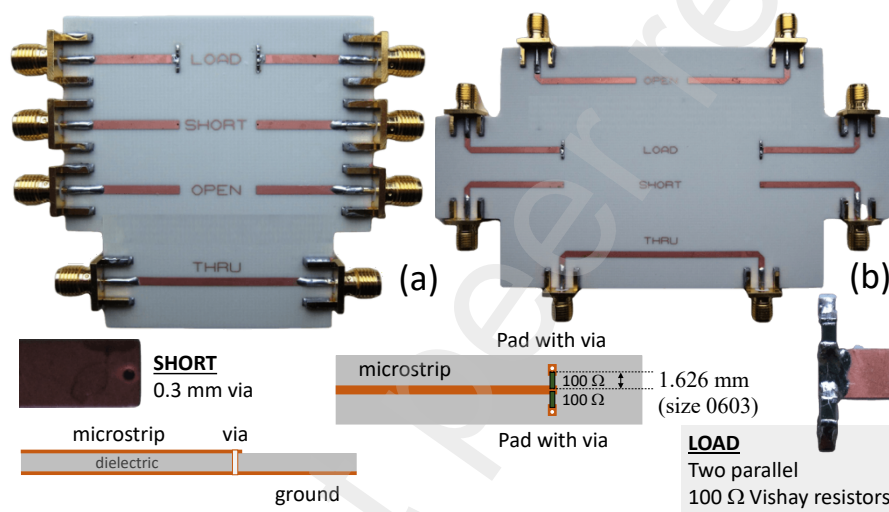 LOAD
SHORT
OPEN
THRU
(a)
OPEN
LOAD
SHORT
THRU
(b)
SHORT
0.3 mm via
microstrip via
dielectric
ground
Pad with via
microstrip
100 Ω
100 Ω
1.626 mm
(size 0603)
Pad with via
LOAD
Two parallel
100 Ω Vishay resistors